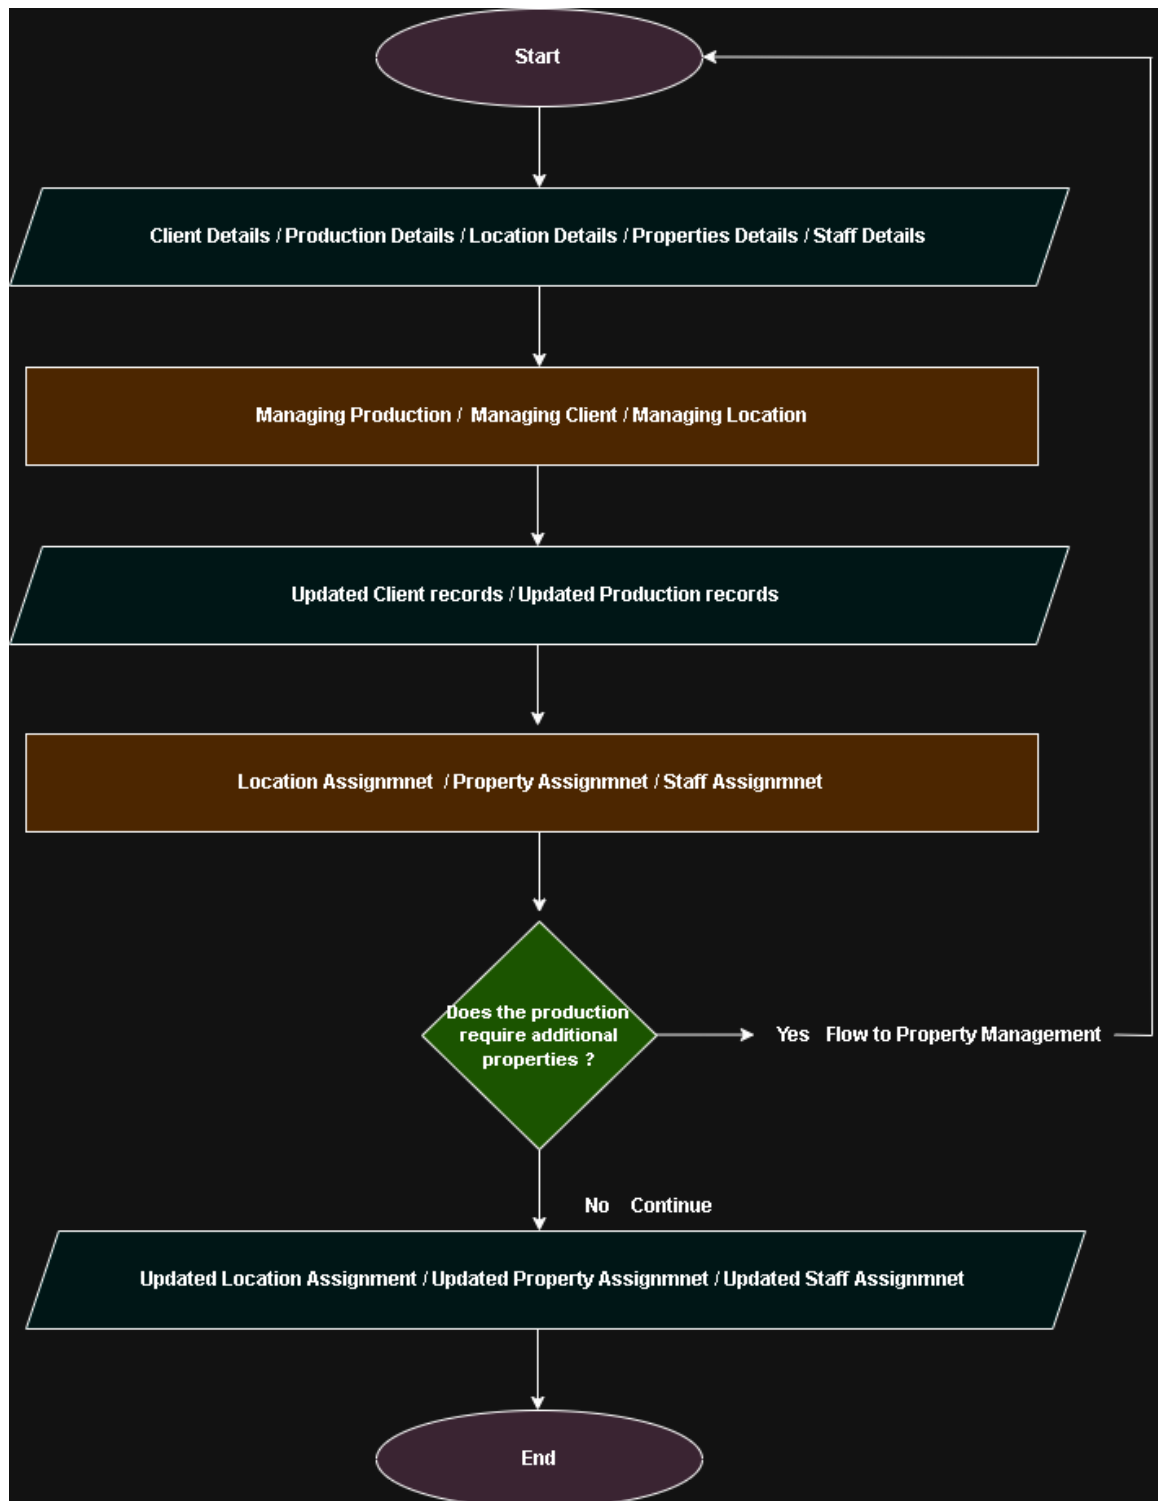 Start
Client Details / Production Details / Location Details / Properties Details / Staff Details
Managing Production / Managing Client / Managing Location
Updated Client records / Updated Production records
Location Assignmnet / Property Assignmnet / Staff Assignmnet
Does the production
require additional
properties ?
Yes Flow to Property Management
No Continue
Updated Location Assignment / Updated Property Assignmnet / Updated Staff Assignmnet
End